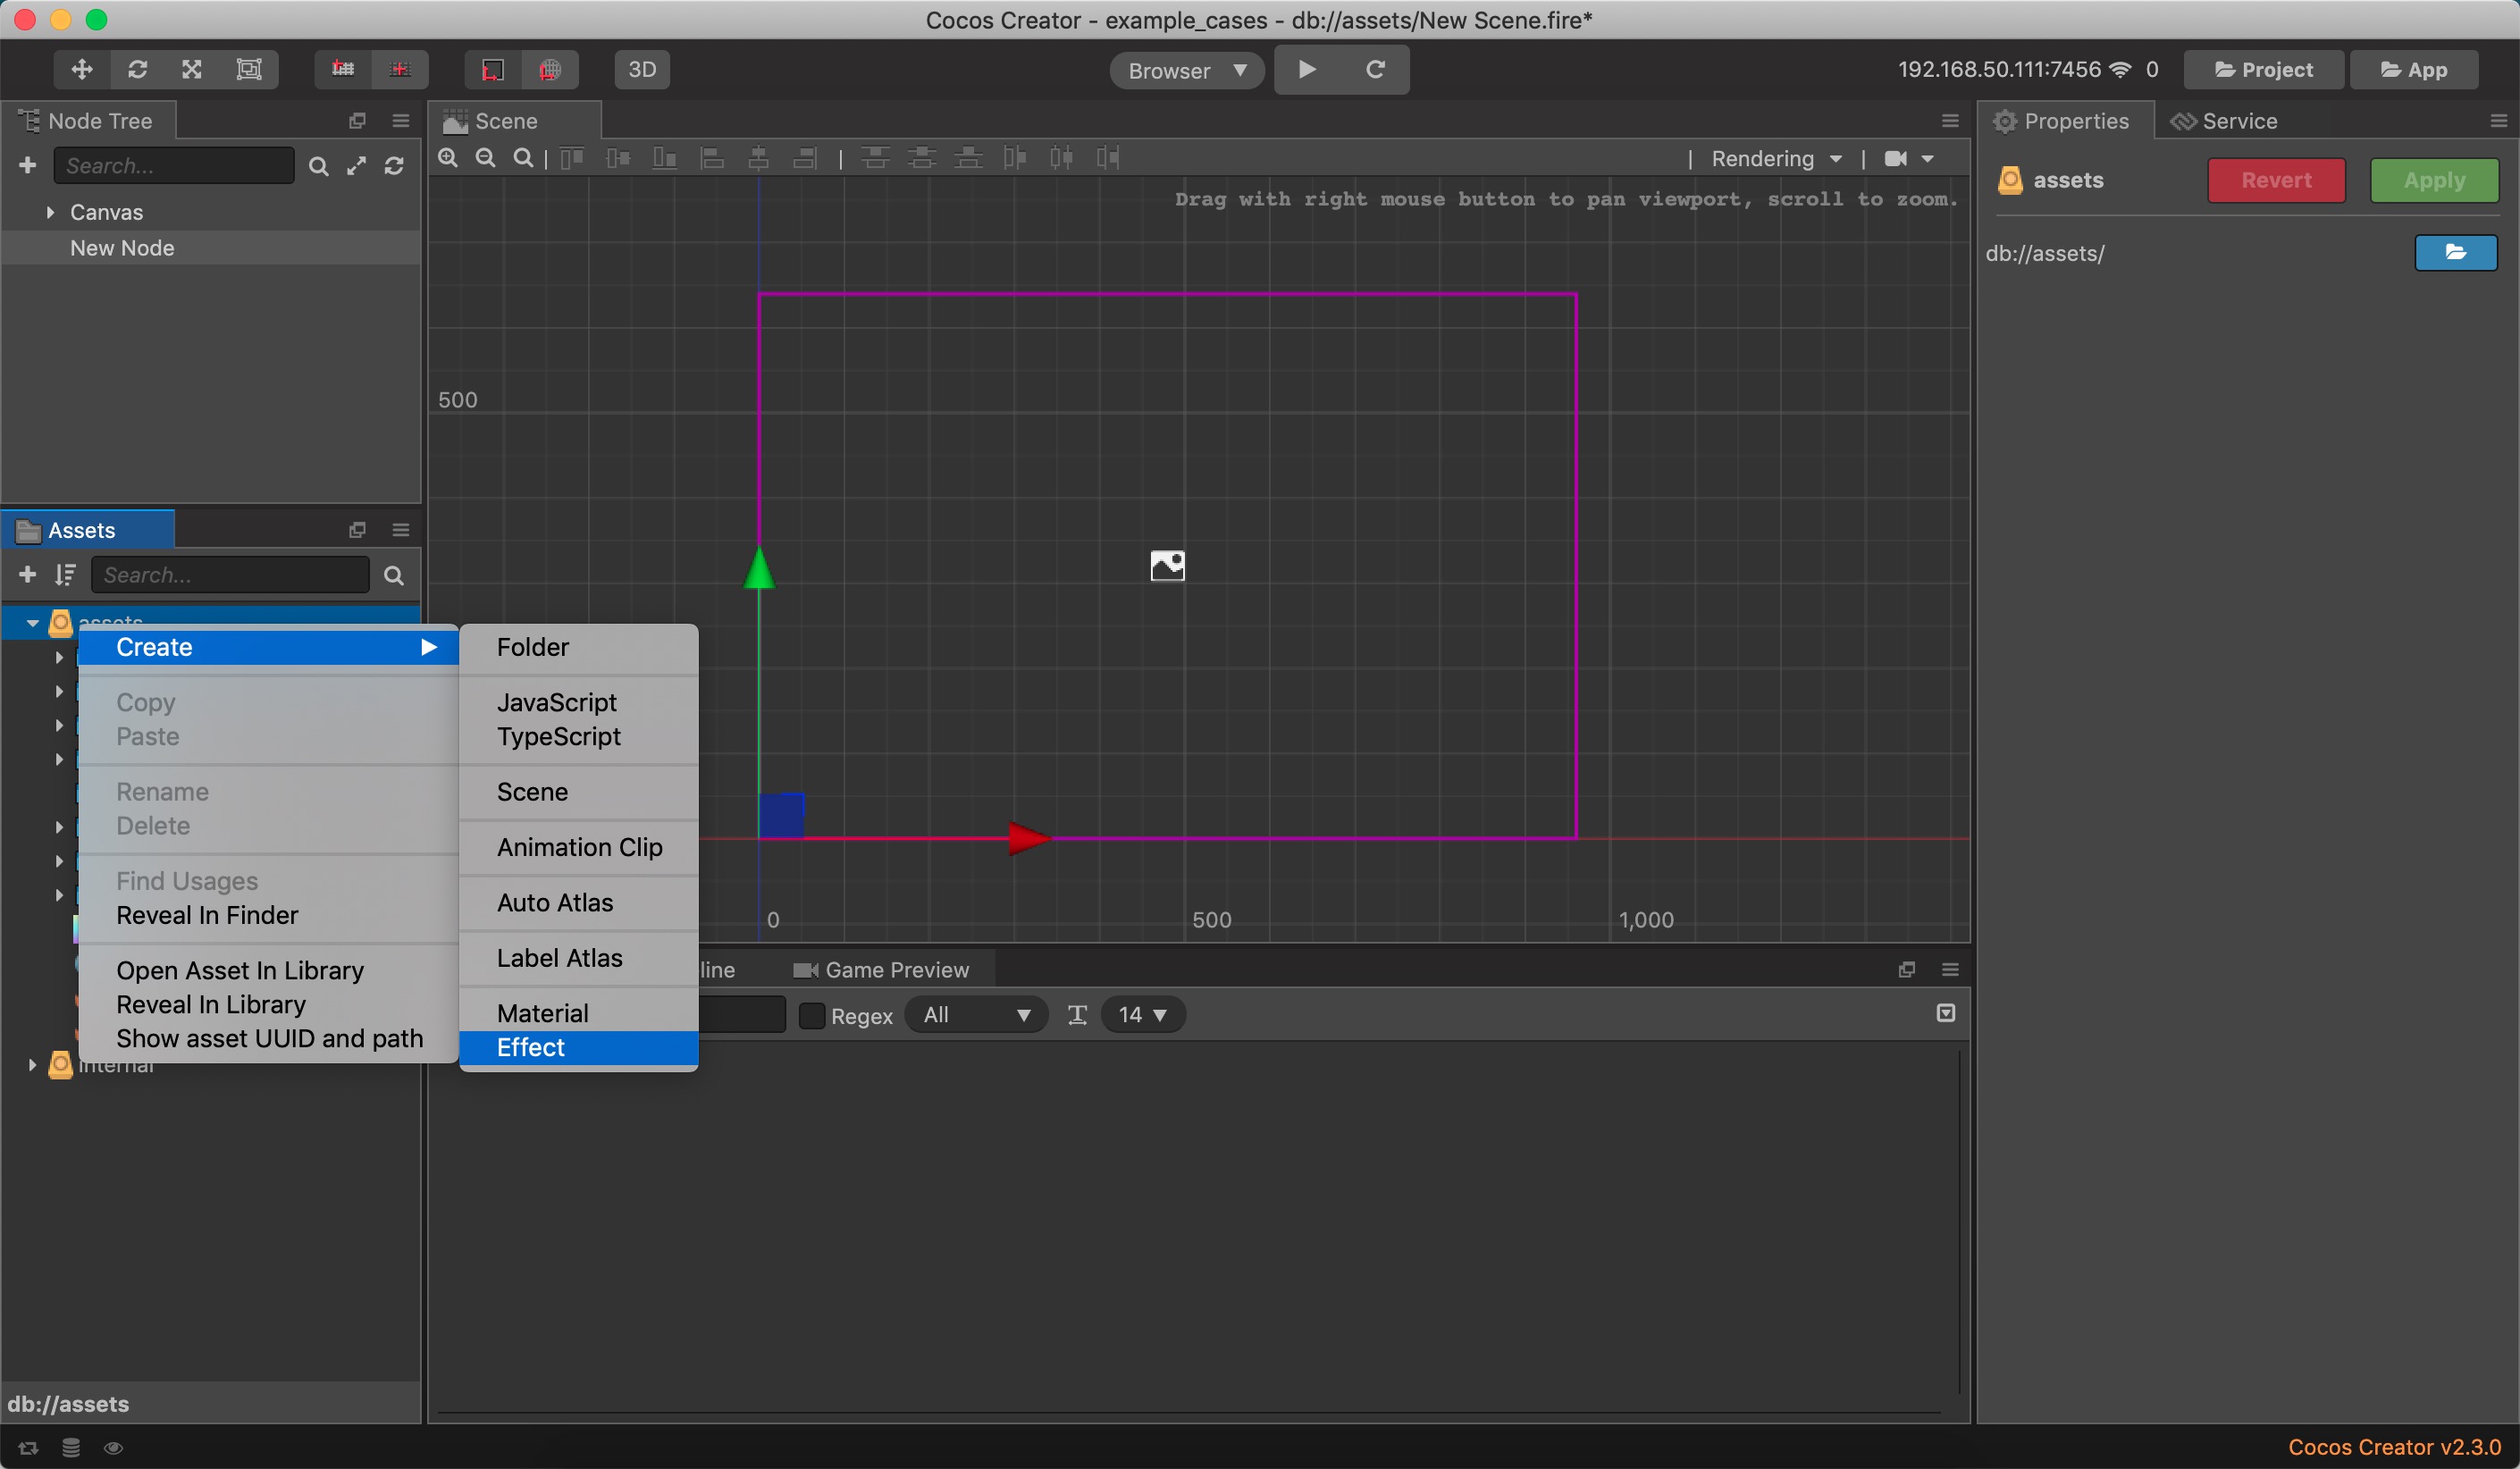 Cocos Creator - example_cases - db://assets/New Scene.fire*
3D
Browser
192.168.50.111:7456
0
Project
App
Node Tree
Search...
Canvas
New Node
Scene
Rendering
Drag with right mouse button to pan viewport, scroll to zoom.
500
0
500
1,000
Properties
Service
assets
Revert
Apply
db://assets/
Assets
Search...
assets
Create
Copy
Paste
Rename
Delete
Find Usages
Reveal In Finder
Open Asset In Library
Reveal In Library
Show asset UUID and path
internal
Folder
JavaScript
TypeScript
Scene
Animation Clip
Auto Atlas
Label Atlas
Material
Effect
line
Game Preview
Regex
All
14
db://assets
Cocos Creator v2.3.0